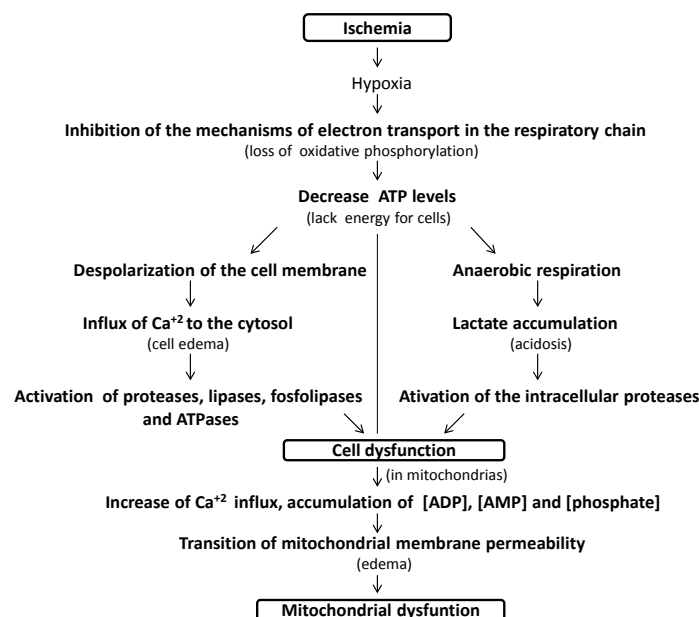 Ischemia
Hypoxia
Inhibition of the mechanisms of electron transport in the respiratory chain
(loss of oxidative phosphorylation)
Decrease ATP levels
(lack energy for cells)
Despolarization of the cell membrane
Anaerobic respiration
Influx of Ca⁺² to the cytosol
(cell edema)
Lactate accumulation
(acidosis)
Activation of proteases, lipases, fosfolipases
and ATPases
Ativation of the intracellular proteases
Cell dysfunction
(in mitochondrias)
Increase of Ca⁺² influx, accumulation of [ADP], [AMP] and [phosphate]
Transition of mitochondrial membrane permeability
(edema)
Mitochondrial dysfuntion